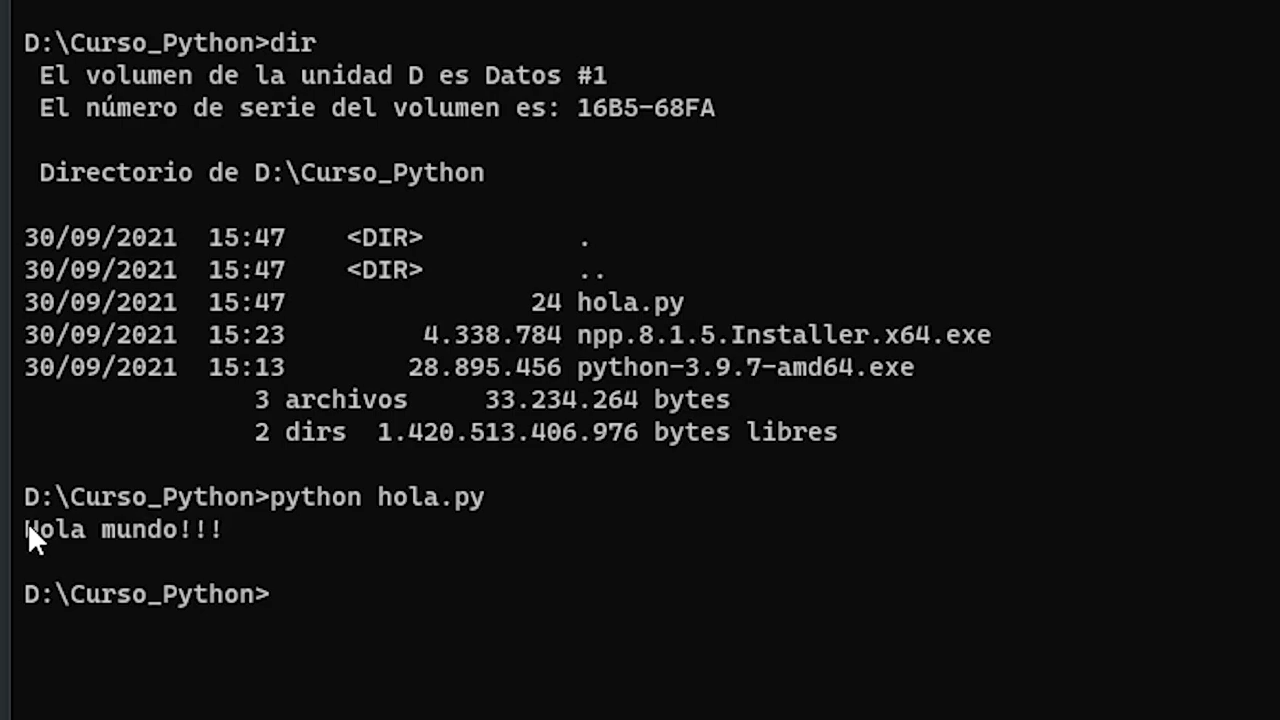 D:\Curso_Python>dir
El volumen de la unidad D es Datos #1
El número de serie del volumen es: 16B5-68FA
Directorio de D:\Curso_Python
30/09/2021  15:47    <DIR>          .
30/09/2021  15:47    <DIR>          ..
30/09/2021  15:47                24 hola.py
30/09/2021  15:23         4.338.784 npp.8.1.5.Installer.x64.exe
30/09/2021  15:13        28.895.456 python-3.9.7-amd64.exe
3 archivos     33.234.264 bytes
2 dirs  1.420.513.406.976 bytes libres
D:\Curso_Python>python hola.py
Hola mundo!!!
D:\Curso_Python>